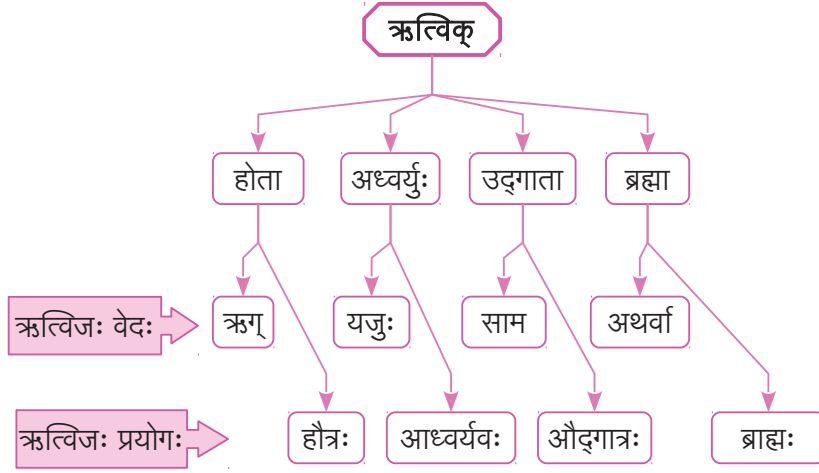 ऋत्विक्
होता अध्वर्युः उद्‌गाता ब्रह्मा
ऋत्विजः वेदः ऋग् यजुः साम अथर्वा
ऋत्विजः प्रयोगः हौत्रः आध्वर्यवः औद्‌गात्रः ब्राह्मः